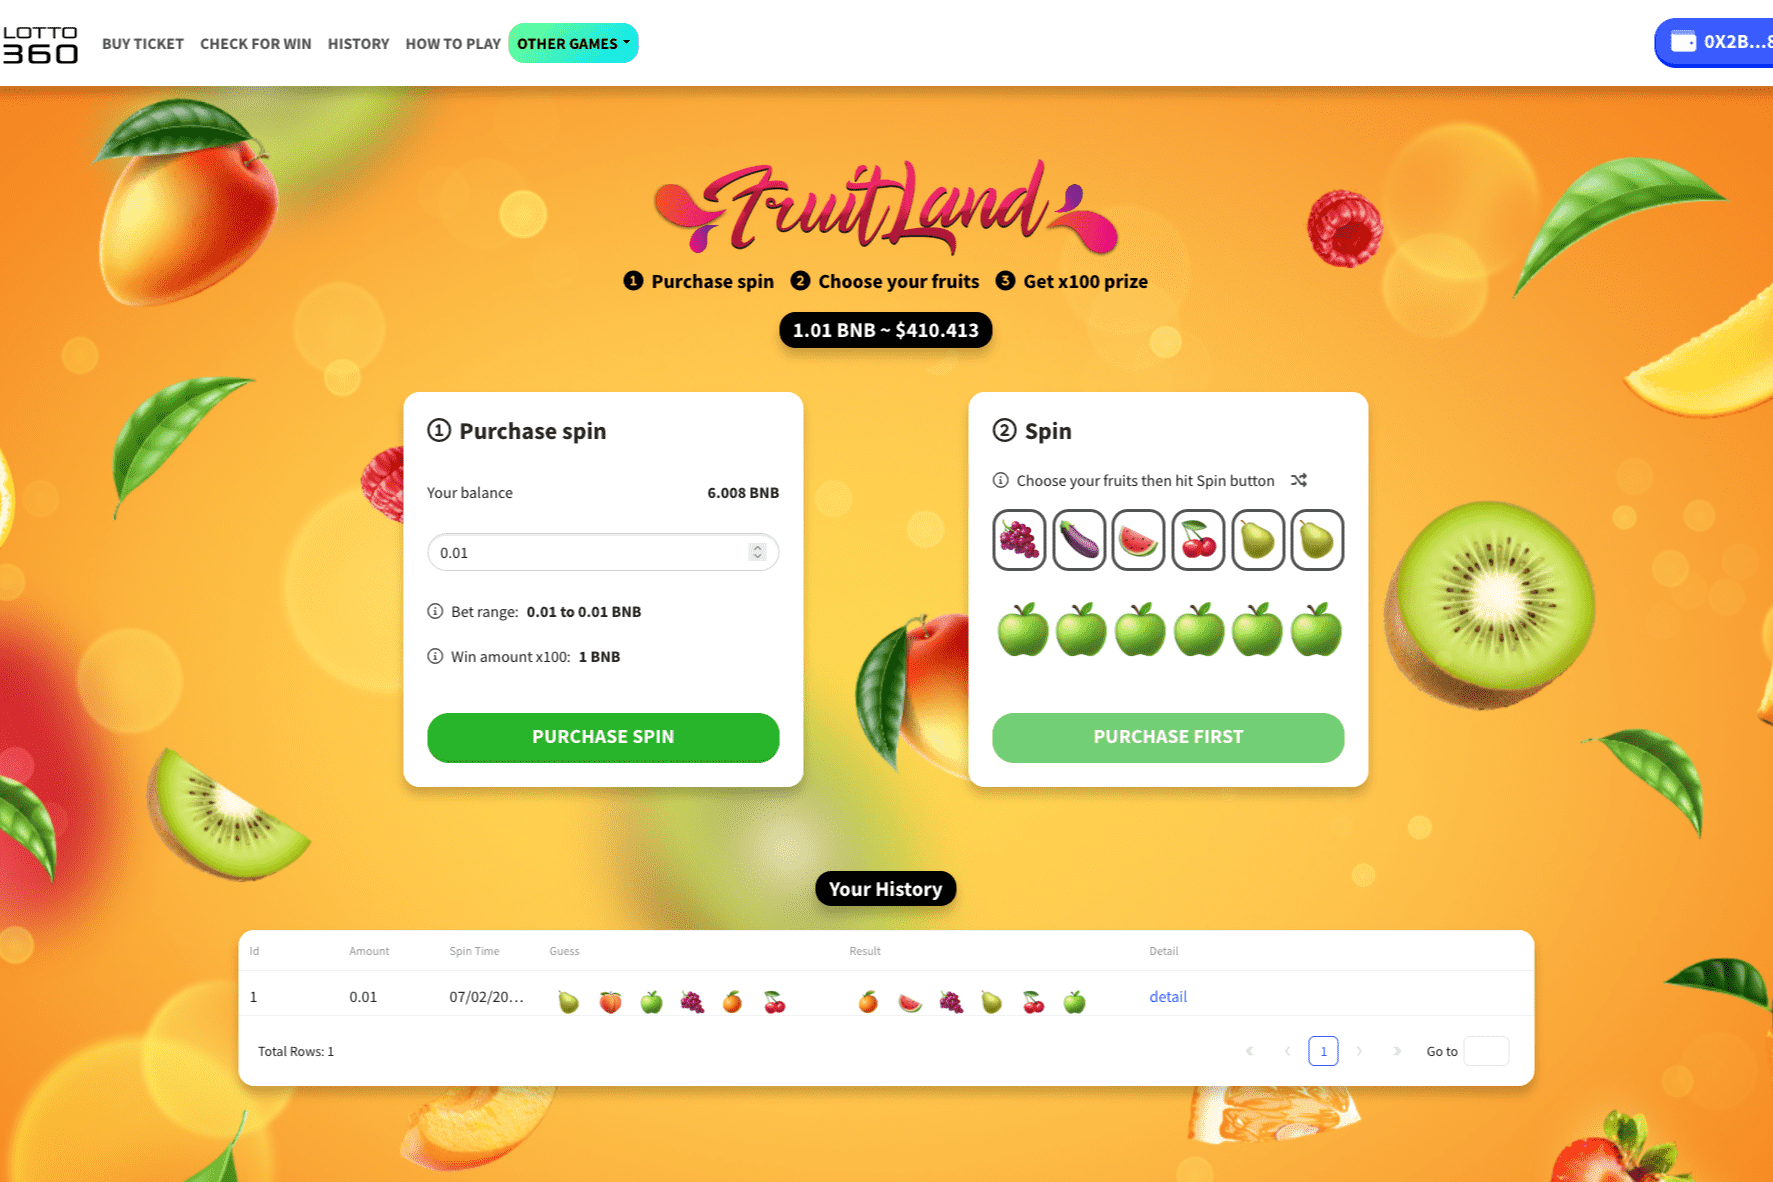 LOTTO
360
BUY TICKET CHECK FOR WIN HISTORY HOW TO PLAY OTHER GAMES
0X2B...8
FruitLand
1 Purchase spin 2 Choose your fruits 3 Get x100 prize
1.01 BNB ~ $410.413
1 Purchase spin
Your balance 6.008 BNB
0.01
Bet range: 0.01 to 0.01 BNB
Win amount x100: 1 BNB
PURCHASE SPIN
2 Spin
Choose your fruits then hit Spin button
PURCHASE FIRST
Your History
Id Amount Spin Time Guess Result Detail
1 0.01 07/02/20... detail
Total Rows: 1 1 Go to